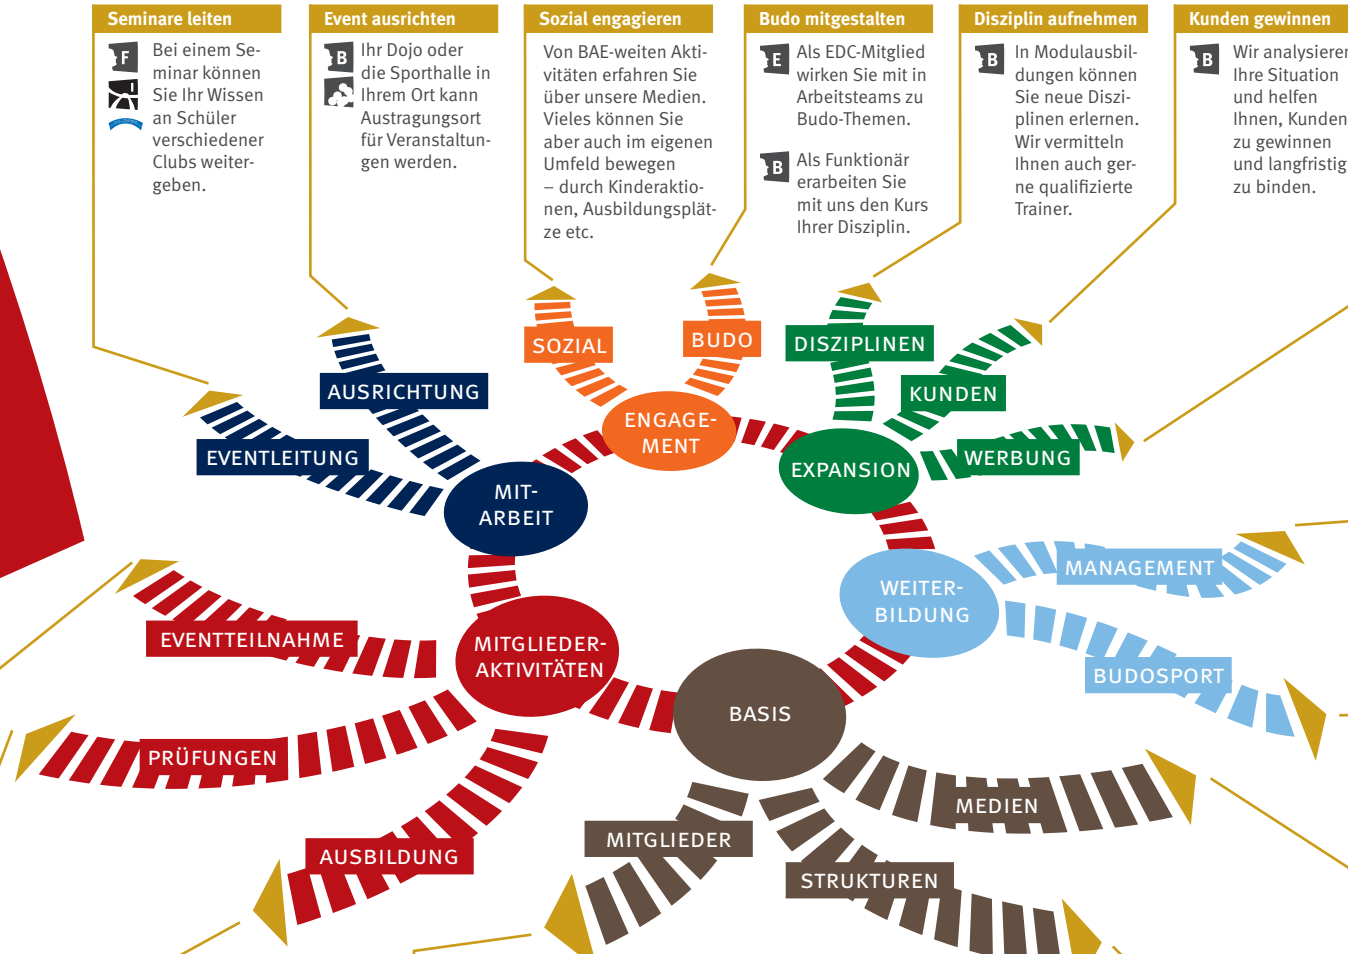 Seminare leiten
F
Bei einem Se-
minar können
Sie Ihr Wissen
an Schüler
verschiedener
Clubs weiter-
geben.
Event ausrichten
B
Ihr Dojo oder
die Sporthalle in
Ihrem Ort kann
Austragungsort
für Veranstaltun-
gen werden.
Sozial engagieren
Von BAE-weiten Akti-
vitäten erfahren Sie
über unsere Medien.
Vieles können Sie
aber auch im eigenen
Umfeld bewegen
– durch Kinderaktio-
nen, Ausbildungsplät-
ze etc.
Budo mitgestalten
E
Als EDC-Mitglied
wirken Sie mit in
Arbeitsteams zu
Budo-Themen.
B
Als Funktionär
erarbeiten Sie
mit uns den Kurs
Ihrer Disziplin.
Disziplin aufnehmen
B
In Modulausbil-
dungen können
Sie neue Diszi-
plinen erlernen.
Wir vermitteln
Ihnen auch ger-
ne qualifizierte
Trainer.
Kunden gewinnen
B
Wir analysieren
Ihre Situation
und helfen
Ihnen, Kunden
zu gewinnen
und langfristig
zu binden.
SOZIAL
BUDO
DISZIPLINEN
AUSRICHTUNG
KUNDEN
ENGAGE-
MENT
EVENTLEITUNG
WERBUNG
EXPANSION
MIT-
ARBEIT
MANAGEMENT
WEITER-
BILDUNG
EVENTTEILNAHME
MITGLIEDER-
AKTIVITÄTEN
BUDOSPORT
BASIS
PRÜFUNGEN
MEDIEN
MITGLIEDER
AUSBILDUNG
STRUKTUREN